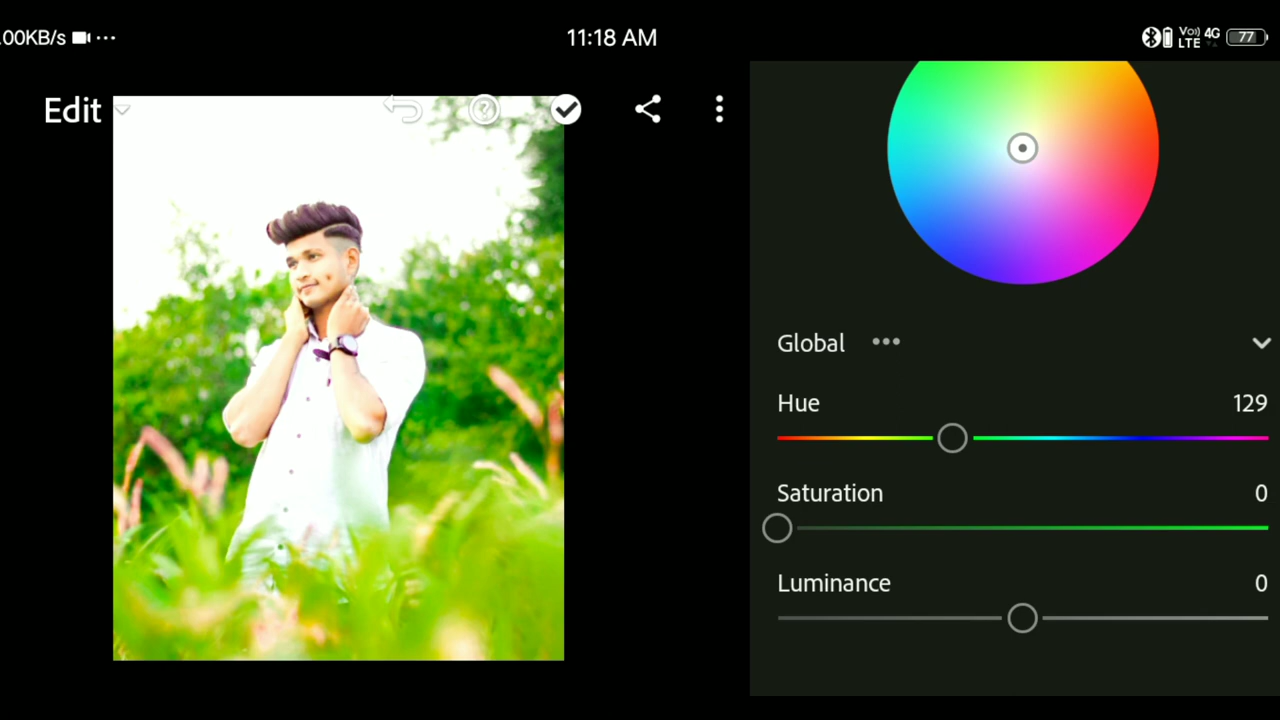 .00KB/s ... 11:18 AM Vo) LTE 4G 77
Edit
Global •••
Hue 129
Saturation 0
Luminance 0